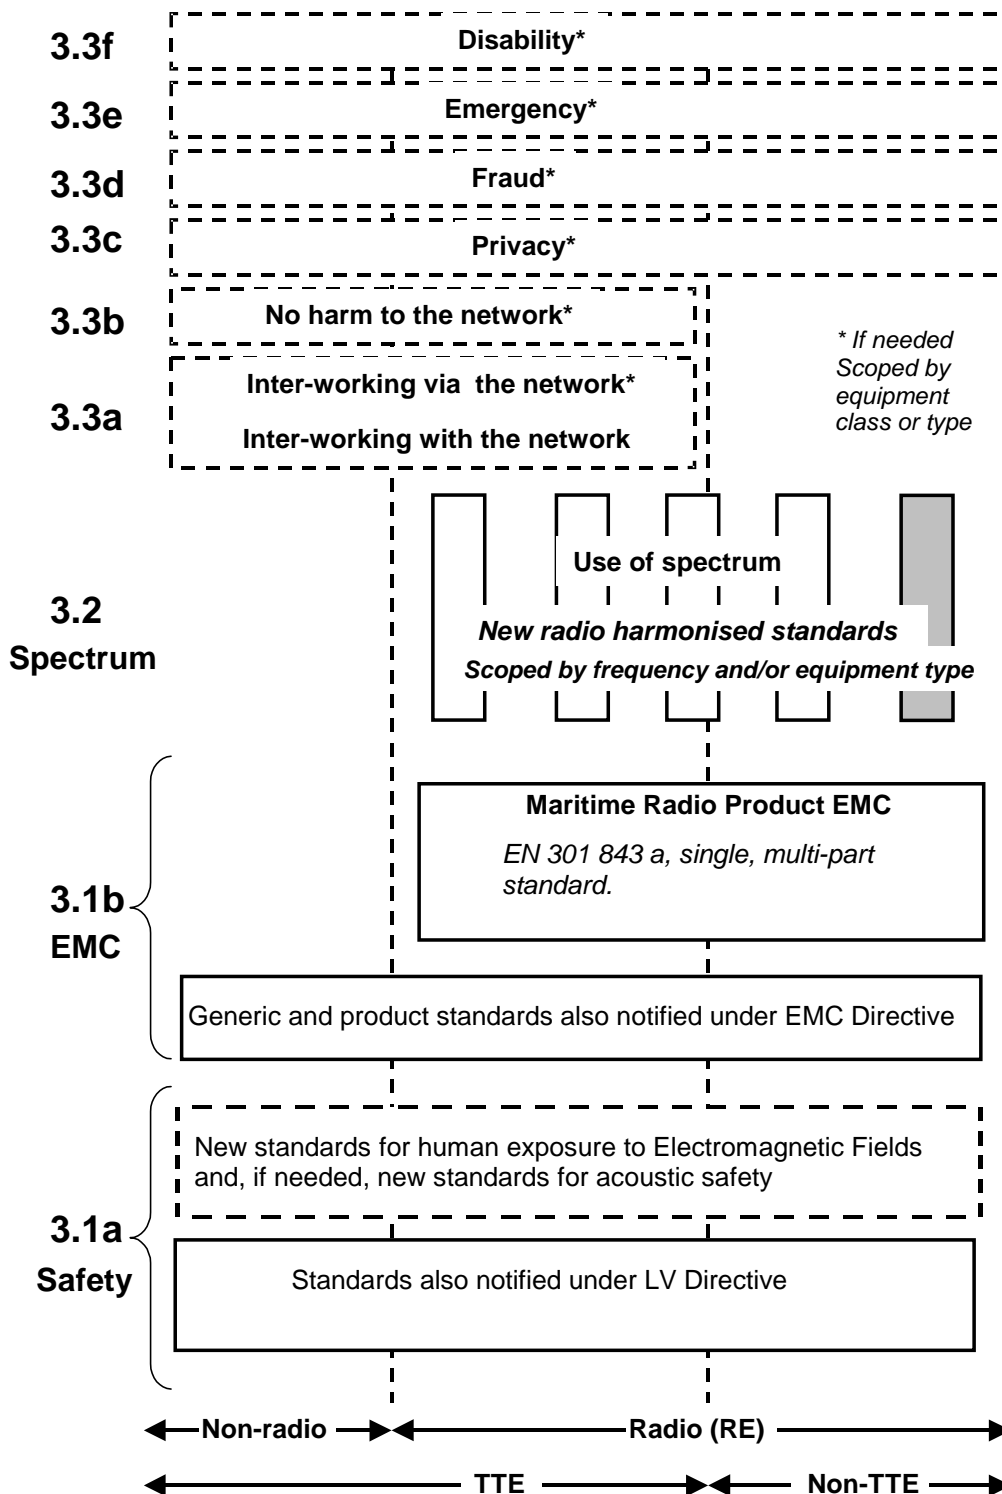 3.3f
Disability*
3.3e
Emergency*
3.3d
Fraud*
3.3c
Privacy*
3.3b
No harm to the network*
* If needed
Scoped by
equipment
class or type
3.3a
Inter-working via the network*
Inter-working with the network
3.2
Spectrum
Use of spectrum
New radio harmonised standards
Scoped by frequency and/or equipment type
3.1b
EMC
Maritime Radio Product EMC
EN 301 843 a, single, multi-part
standard.
Generic and product standards also notified under EMC Directive
3.1a
Safety
New standards for human exposure to Electromagnetic Fields
and, if needed, new standards for acoustic safety
Standards also notified under LV Directive
Non-radio
Radio (RE)
TTE
Non-TTE